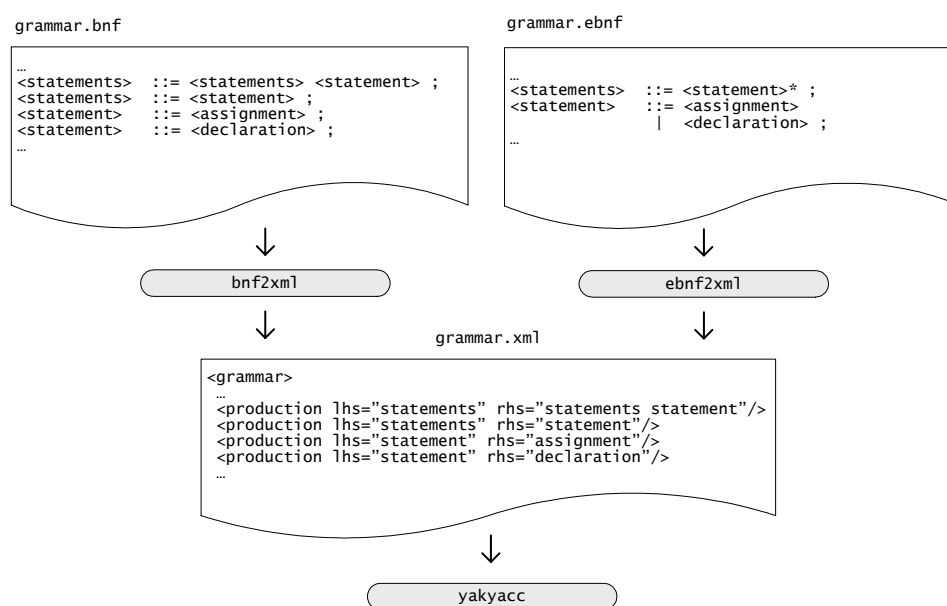 grammar.bnf
…
<statements>  ::= <statements> <statement> ;
<statements>  ::= <statement> ;
<statement>   ::= <assignment> ;
<statement>   ::= <declaration> ;
…
grammar.ebnf
…
<statements>  ::= <statement>* ;
<statement>   ::= <assignment>
|  <declaration> ;
…
bnf2xml
ebnf2xml
grammar.xml
<grammar>
…
<production lhs=”statements” rhs=”statements statement”/>
<production lhs=”statements” rhs=”statement”/>
<production lhs=”statement” rhs=”assignment”/>
<production lhs=”statement” rhs=”declaration”/>
…
yakyacc